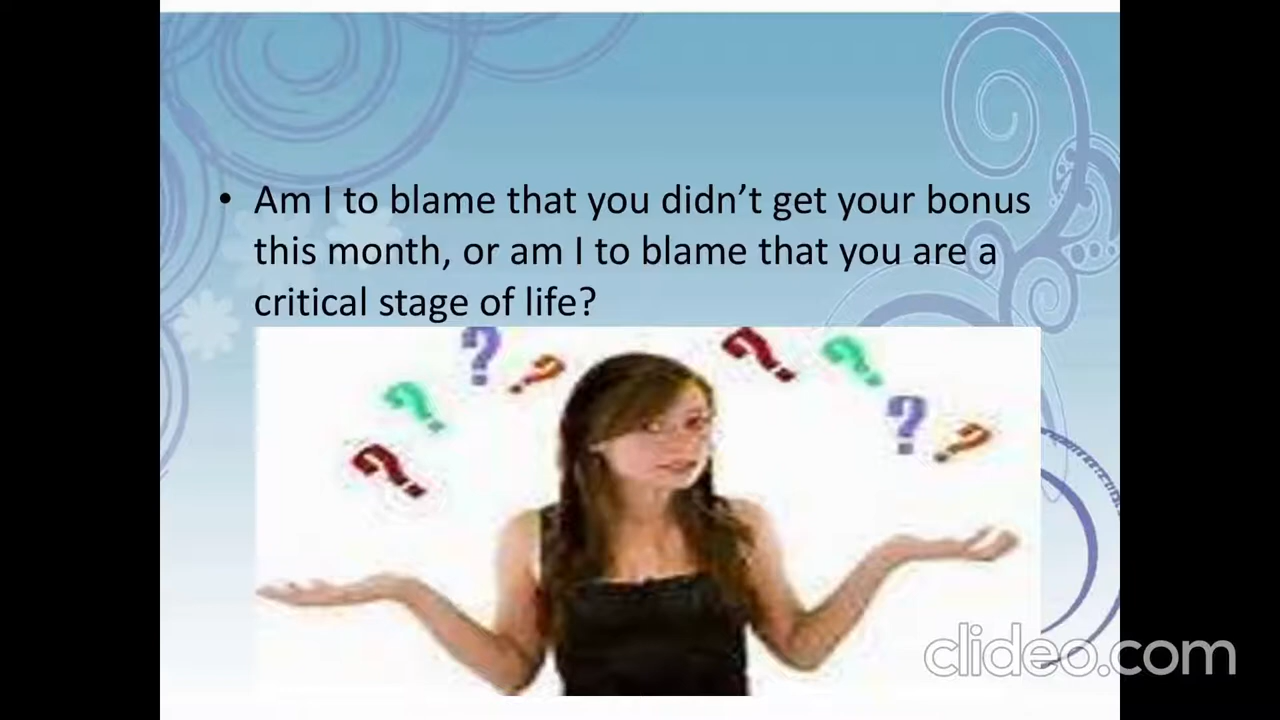 • Am I to blame that you didn’t get your bonus
this month, or am I to blame that you are a
critical stage of life?
? ? ? ? ? ? ? ?
clideo.com